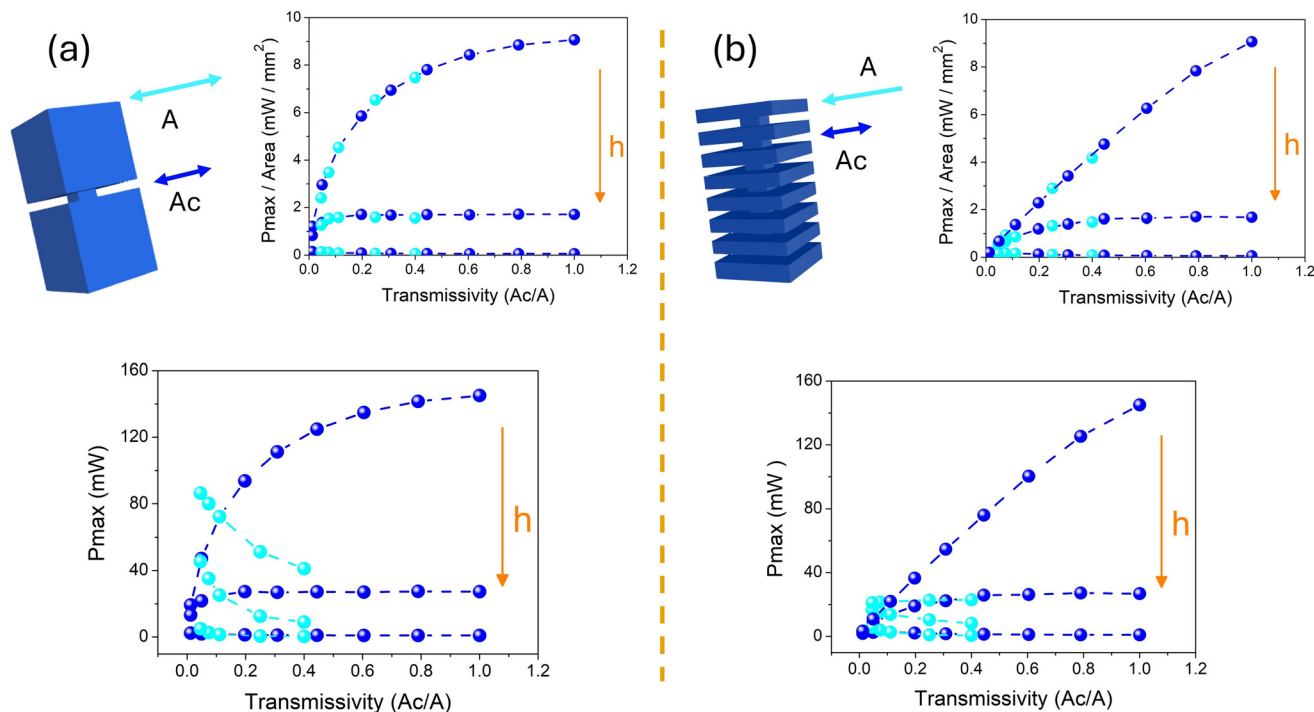 (a)
A
Ac
Pmax / Area (mW / mm²)
10
8
6
4
2
0
0.0 0.2 0.4 0.6 0.8 1.0 1.2
Transmissivity (Ac/A)
h
Pmax (mW)
160
120
80
40
0
0.0 0.2 0.4 0.6 0.8 1.0 1.2
Transmissivity (Ac/A)
h
(b)
A
Ac
Pmax / Area (mW / mm²)
10
8
6
4
2
0
0.0 0.2 0.4 0.6 0.8 1.0 1.2
Transmissivity (Ac/A)
h
Pmax (mW )
160
120
80
40
0
0.0 0.2 0.4 0.6 0.8 1.0 1.2
Transmissivity (Ac/A)
h